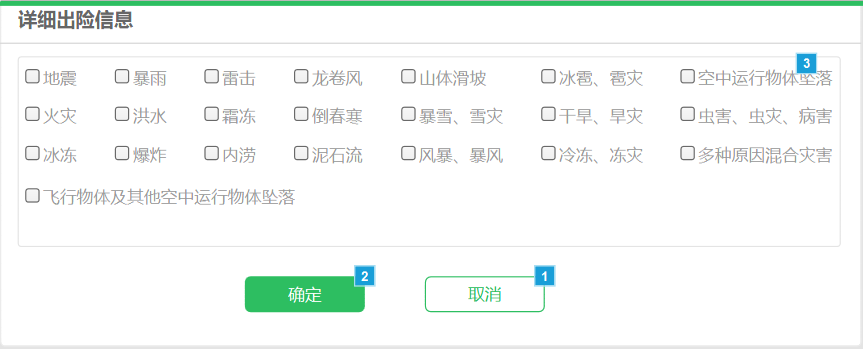 详细出险信息
3
地震 暴雨 雷击 龙卷风 山体滑坡 冰雹、雹灾 空中运行物体坠落
火灾 洪水 霜冻 倒春寒 暴雪、雪灾 干旱、旱灾 虫害、虫灾、病害
冰冻 爆炸 内涝 泥石流 风暴、暴风 冷冻、冻灾 多种原因混合灾害
飞行物体及其他空中运行物体坠落
2 1
确定 取消